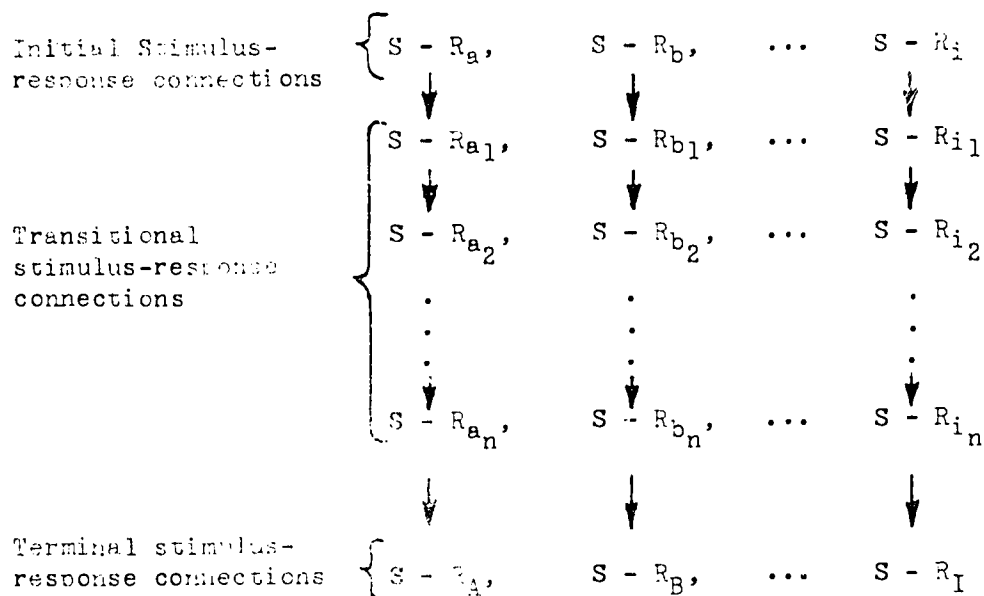 Initial Stimulus-
response connections
S - Ra, S - Rb, ... S - Ri
S - Ra1, S - Rb1, ... S - Ri1
Transitional
stimulus-response
connections
S - Ra2, S - Rb2, ... S - Ri2
S - Ran, S - Rbn, ... S - Rin
Terminal stimulus-
response connections
S - RA, S - RB, ... S - RI